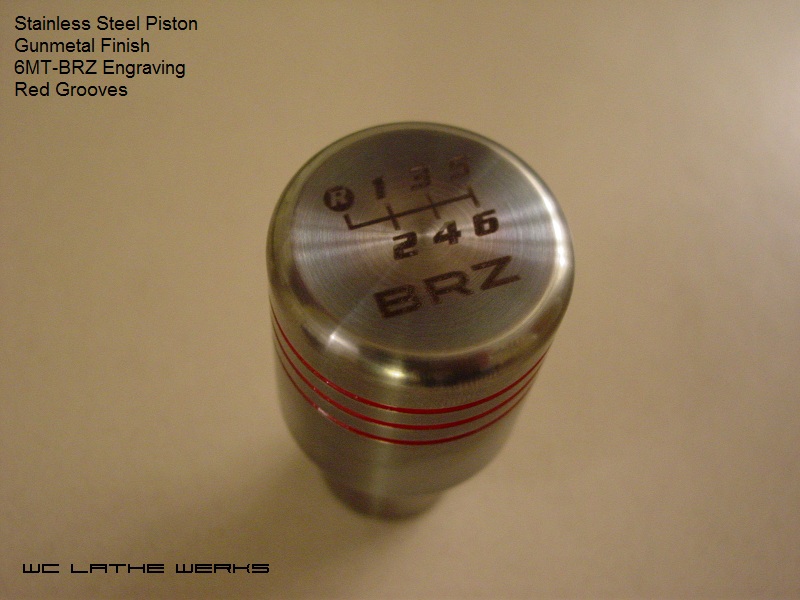 Stainless Steel Piston
Gunmetal Finish
6MT-BRZ Engraving
Red Grooves
R 1 3 5
2 4 6
BRZ
WC LATHE WERKS